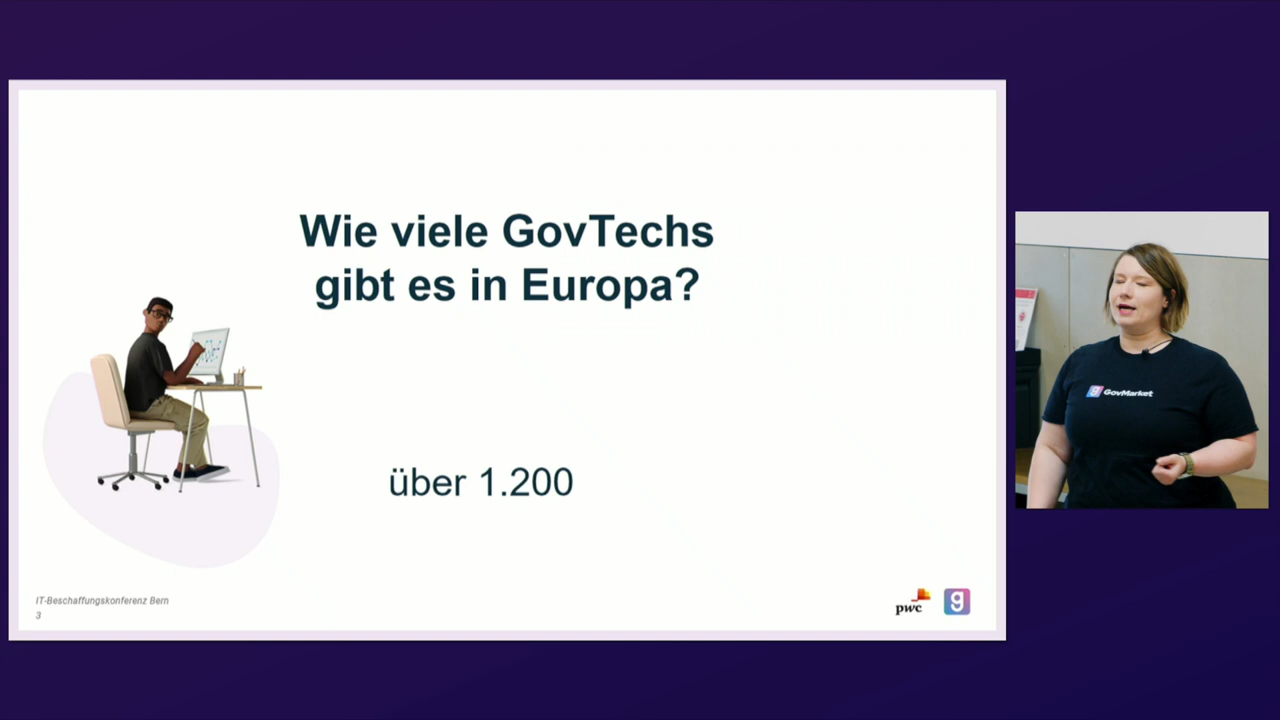 Wie viele GovTechs
gibt es in Europa?
über 1.200
IT-Beschaffungskonferenz Bern
3
pwc
g
g GovMarket